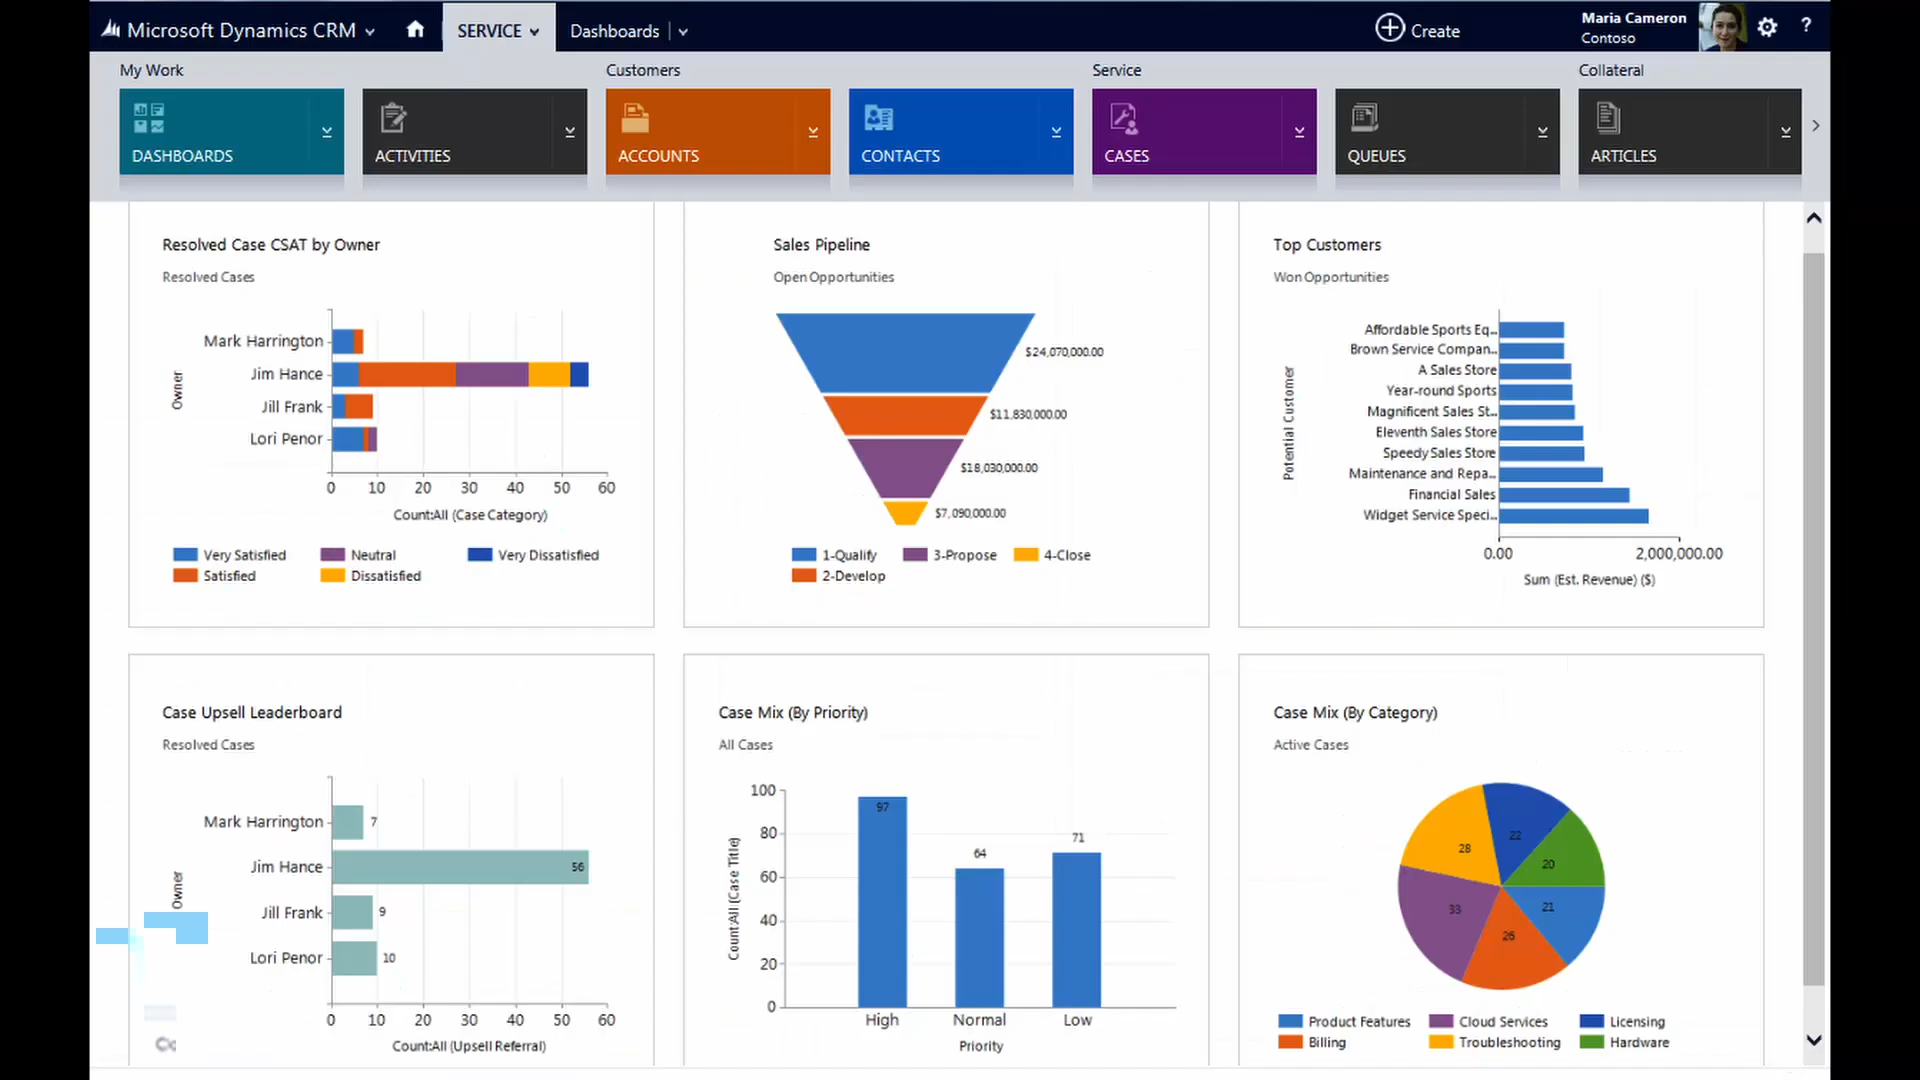 Microsoft Dynamics CRM
SERVICE
Dashboards
Create
Maria Cameron
Contoso
?
My Work
Customers
Service
Collateral
DASHBOARDS
ACTIVITIES
ACCOUNTS
CONTACTS
CASES
QUEUES
ARTICLES
Resolved Case CSAT by Owner
Resolved Cases
Owner
Mark Harrington
Jim Hance
Jill Frank
Lori Penor
0 10 20 30 40 50 60
Count:All (Case Category)
Very Satisfied Neutral Very Dissatisfied
Satisfied Dissatisfied
Sales Pipeline
Open Opportunities
$24,070,000.00
$11,830,000.00
$18,030,000.00
$7,090,000.00
1-Qualify 3-Propose 4-Close
2-Develop
Top Customers
Won Opportunities
Potential Customer
Affordable Sports Eq...
Brown Service Compan...
A Sales Store
Year-round Sports
Magnificent Sales St...
Eleventh Sales Store
Speedy Sales Store
Maintenance and Repa...
Financial Sales
Widget Service Speci...
0.00 2,000,000.00
Sum (Est. Revenue) ($)
Case Upsell Leaderboard
Resolved Cases
Owner
Mark Harrington 7
Jim Hance 56
Jill Frank 9
Lori Penor 10
0 10 20 30 40 50 60
Count:All (Upsell Referral)
Case Mix (By Priority)
All Cases
Count:All (Case Title)
100
80
60
40
20
0
97
64
71
High Normal Low
Priority
Case Mix (By Category)
Active Cases
22
28
20
33
21
26
Product Features Cloud Services Licensing
Billing Troubleshooting Hardware